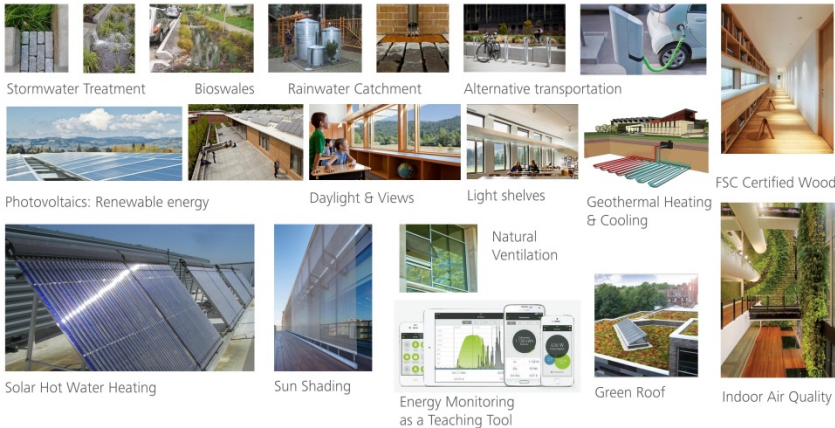 Stormwater Treatment
Bioswales
Rainwater Catchment
Alternative transportation
Photovoltaics: Renewable energy
Daylight & Views
Light shelves
Geothermal Heating
& Cooling
FSC Certified Wood
Natural
Ventilation
Solar Hot Water Heating
Sun Shading
Energy Monitoring
as a Teaching Tool
Green Roof
Indoor Air Quality